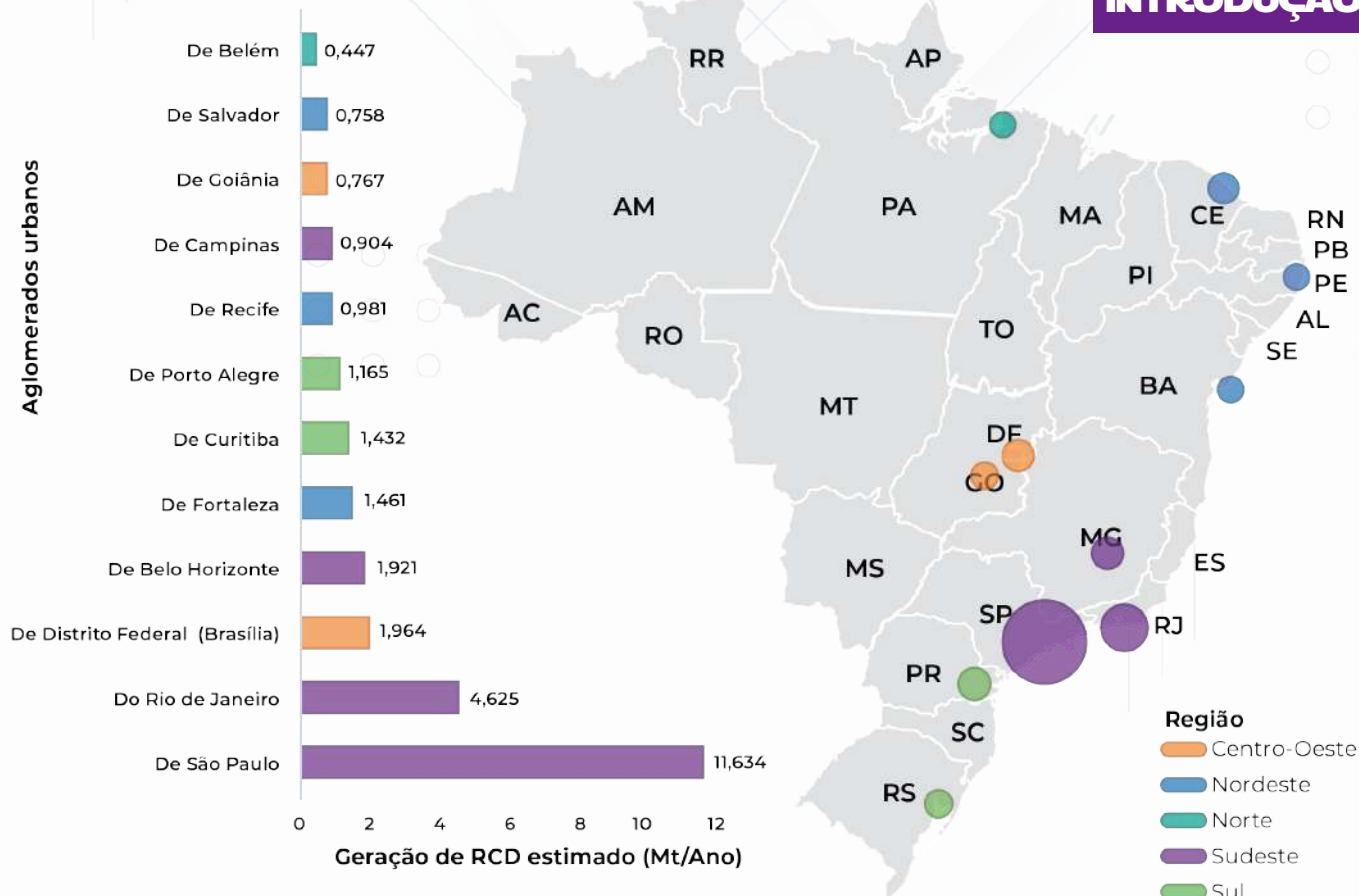 INTRODUÇÃO
Aglomerados urbanos
De Belém 0,447
De Salvador 0,758
De Goiânia 0,767
De Campinas 0,904
De Recife 0,981
De Porto Alegre 1,165
De Curitiba 1,432
De Fortaleza 1,461
De Belo Horizonte 1,921
De Distrito Federal (Brasília) 1,964
Do Rio de Janeiro 4,625
De São Paulo 11,634
0 2 4 6 8 10 12
Geração de RCD estimado (Mt/Ano)
RR
AP
AM
PA
MA
CE
RN
PB
PI
PE
AC
AL
RO
TO
SE
BA
MT
DF
GO
MG
MS
ES
SP
RJ
PR
SC
RS
Região
Centro-Oeste
Nordeste
Norte
Sudeste
Sul